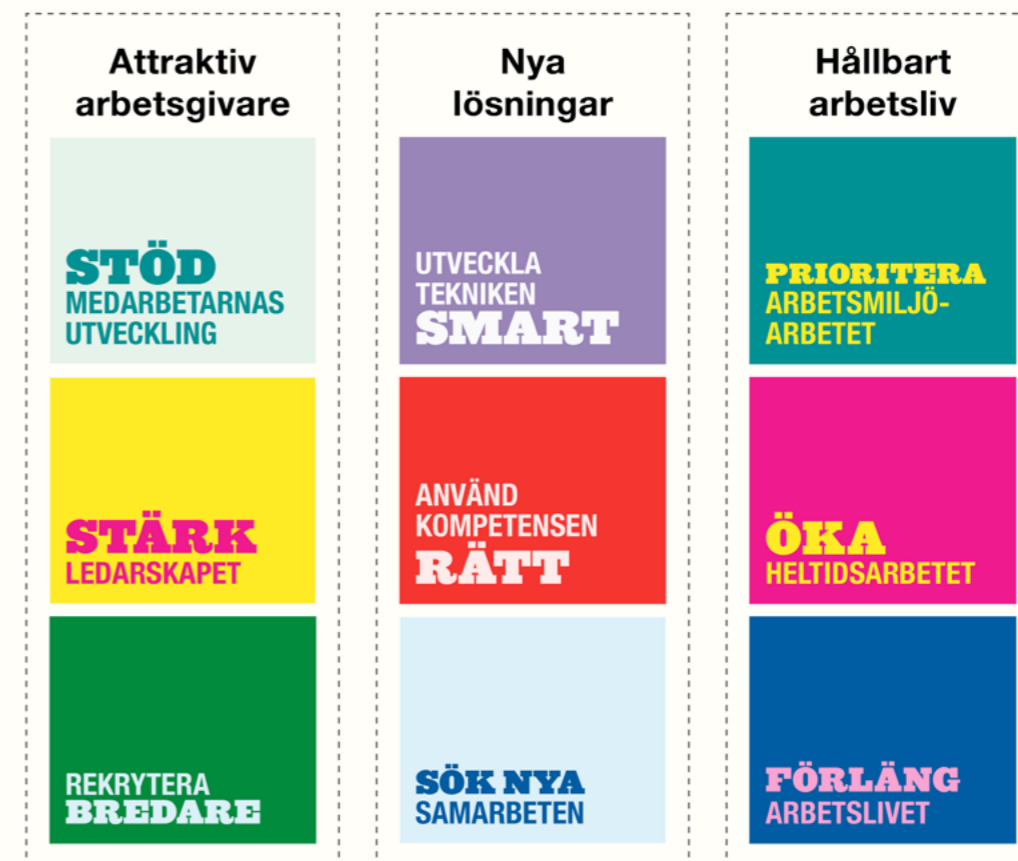 Attraktiv
arbetsgivare
STÖD
MEDARBETARNAS
UTVECKLING
STÄRK
LEDARSKAPET
REKRYTERA
BREDARE
Nya
lösningar
UTVECKLA
TEKNIKEN
SMART
ANVÄND
KOMPETENSEN
RÄTT
SÖK NYA
SAMARBETEN
Hållbart
arbetsliv
PRIORITERA
ARBETSMILJÖ-
ARBETET
ÖKA
HELTIDSARBETET
FÖRLÄNG
ARBETSLIVET